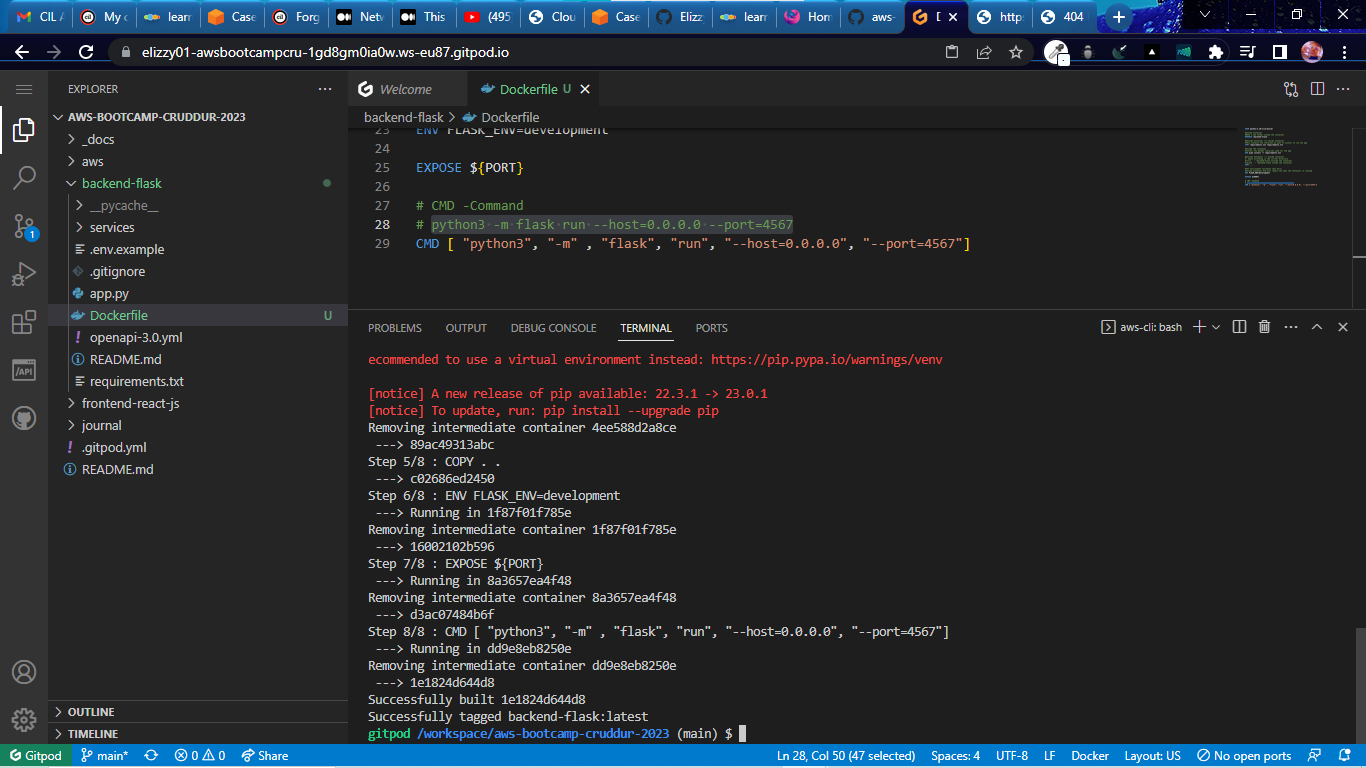 CIL A
My c
learn
Case
Forg
Netw
This
(495
Clou
Case
Elizzy
learn
Hom
aws-
http:
404
elizzy01-awsbootcampcru-1gd8gm0ia0w.ws-eu87.gitpod.io
EXPLORER
AWS-BOOTCAMP-CRUDDUR-2023
_docs
aws
backend-flask
__pycache__
services
.env.example
.gitignore
app.py
Dockerfile U
openapi-3.0.yml
README.md
requirements.txt
frontend-react-js
journal
.gitpod.yml
README.md
OUTLINE
TIMELINE
Welcome
Dockerfile U
backend-flask > Dockerfile
23 ENV FLASK_ENV=development
24
25 EXPOSE ${PORT}
26
27 # CMD -Command
28 # python3 -m flask run --host=0.0.0.0 --port=4567
29 CMD [ "python3", "-m" , "flask", "run", "--host=0.0.0.0", "--port=4567"]
PROBLEMS OUTPUT DEBUG CONSOLE TERMINAL PORTS
aws-cli: bash
ecommended to use a virtual environment instead: https://pip.pypa.io/warnings/venv
[notice] A new release of pip available: 22.3.1 -> 23.0.1
[notice] To update, run: pip install --upgrade pip
Removing intermediate container 4ee588d2a8ce
---> 89ac49313abc
Step 5/8 : COPY . .
---> c02686ed2450
Step 6/8 : ENV FLASK_ENV=development
---> Running in 1f87f01f785e
Removing intermediate container 1f87f01f785e
---> 16002102b596
Step 7/8 : EXPOSE ${PORT}
---> Running in 8a3657ea4f48
Removing intermediate container 8a3657ea4f48
---> d3ac07484b6f
Step 8/8 : CMD [ "python3", "-m" , "flask", "run", "--host=0.0.0.0", "--port=4567"]
---> Running in dd9e8eb8250e
Removing intermediate container dd9e8eb8250e
---> 1e1824d644d8
Successfully built 1e1824d644d8
Successfully tagged backend-flask:latest
gitpod /workspace/aws-bootcamp-cruddur-2023 (main) $
Gitpod main* 0 0 Share Ln 28, Col 50 (47 selected) Spaces: 4 UTF-8 LF Docker Layout: US No open ports